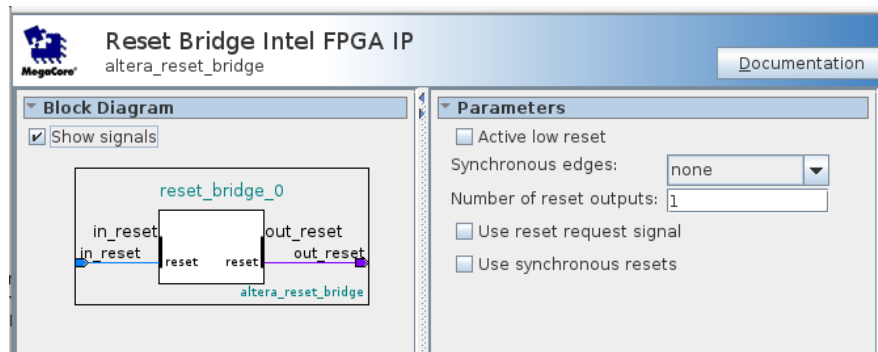 Reset Bridge Intel FPGA IP
altera_reset_bridge
MegaCore'
Documentation
Block Diagram
Show signals
reset_bridge_0
in_reset
out_reset
in_reset
out_reset
reset
reset
altera_reset_bridge
Parameters
Active low reset
Synchronous edges:
none
Number of reset outputs:
1
Use reset request signal
Use synchronous resets